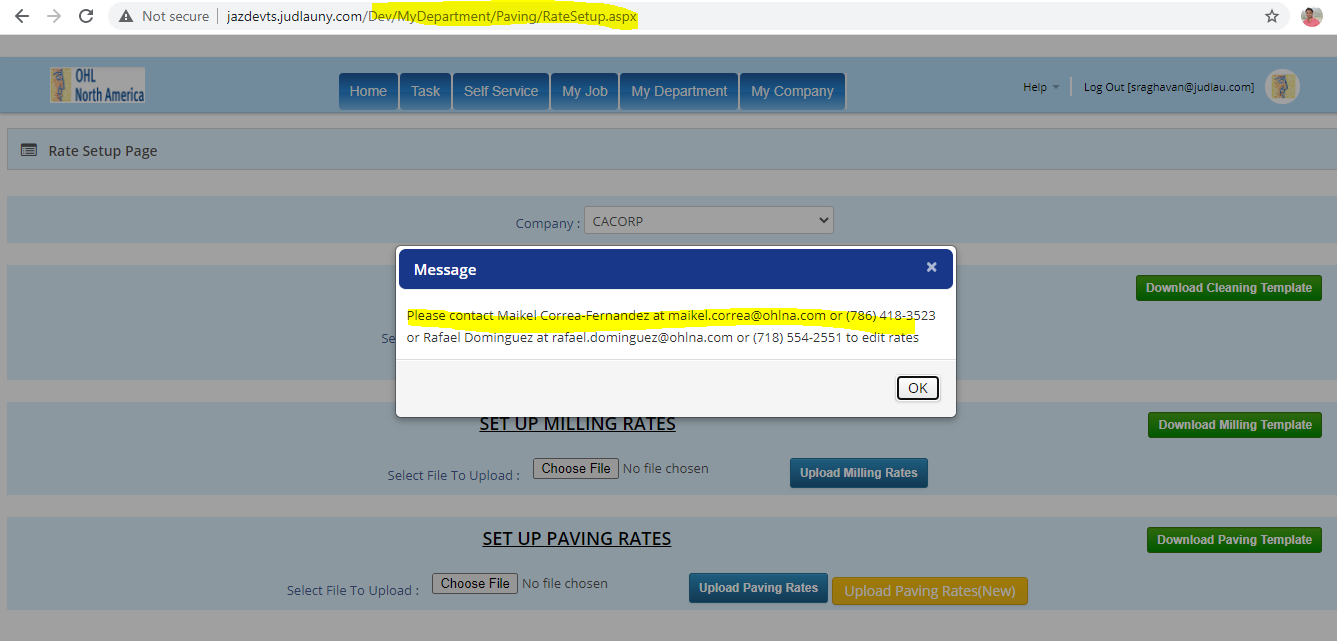 Not secure | jazdevts.judlauny.com/Dev/MyDepartment/Paving/RateSetup.aspx
OHL
North America
Home Task Self Service My Job My Department My Company
Help
Log Out [sraghavan@judlau.com]
Rate Setup Page
Company : CACORP
Message ×
Please contact Maikel Correa-Fernandez at maikel.correa@ohlna.com or (786) 418-3523
or Rafael Dominguez at rafael.dominguez@ohlna.com or (718) 554-2551 to edit rates
OK
Download Cleaning Template
Se
SET UP MILLING RATES
Download Milling Template
Select File To Upload : Choose File No file chosen Upload Milling Rates
SET UP PAVING RATES
Download Paving Template
Select File To Upload : Choose File No file chosen Upload Paving Rates Upload Paving Rates(New)